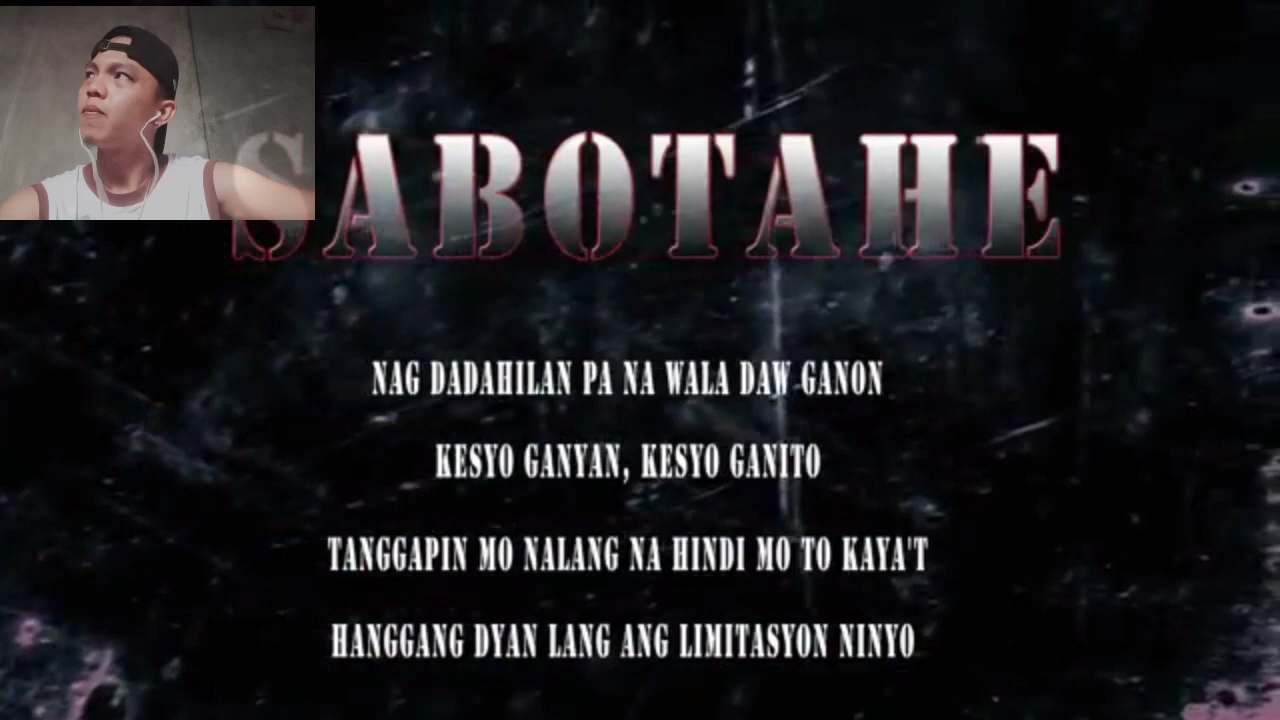 SABOTAHE
NAG DADAHILAN PA NA WALA DAW GANON
KESYO GANYAN, KESYO GANITO
TANGGAPIN MO NALANG NA HINDI MO TO KAYA'T
HANGGANG DYAN LANG ANG LIMITASYON NINYO